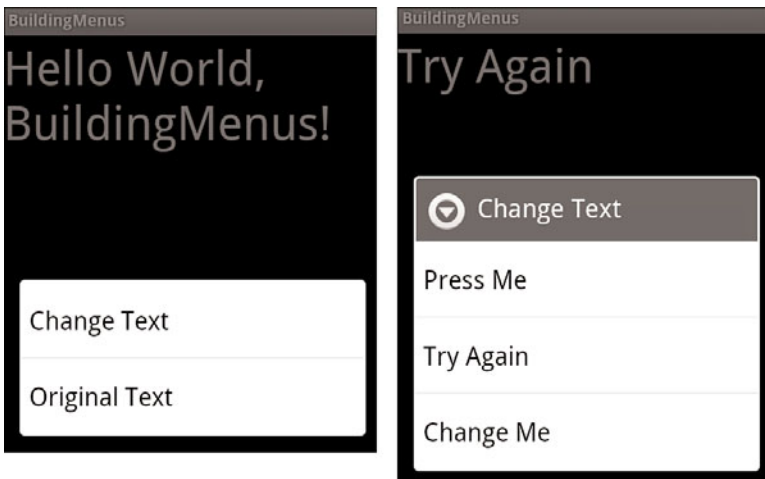 BuildingMenus
Hello World,
BuildingMenus!
Change Text
Original Text
BuildingMenus
Try Again
Change Text
Press Me
Try Again
Change Me